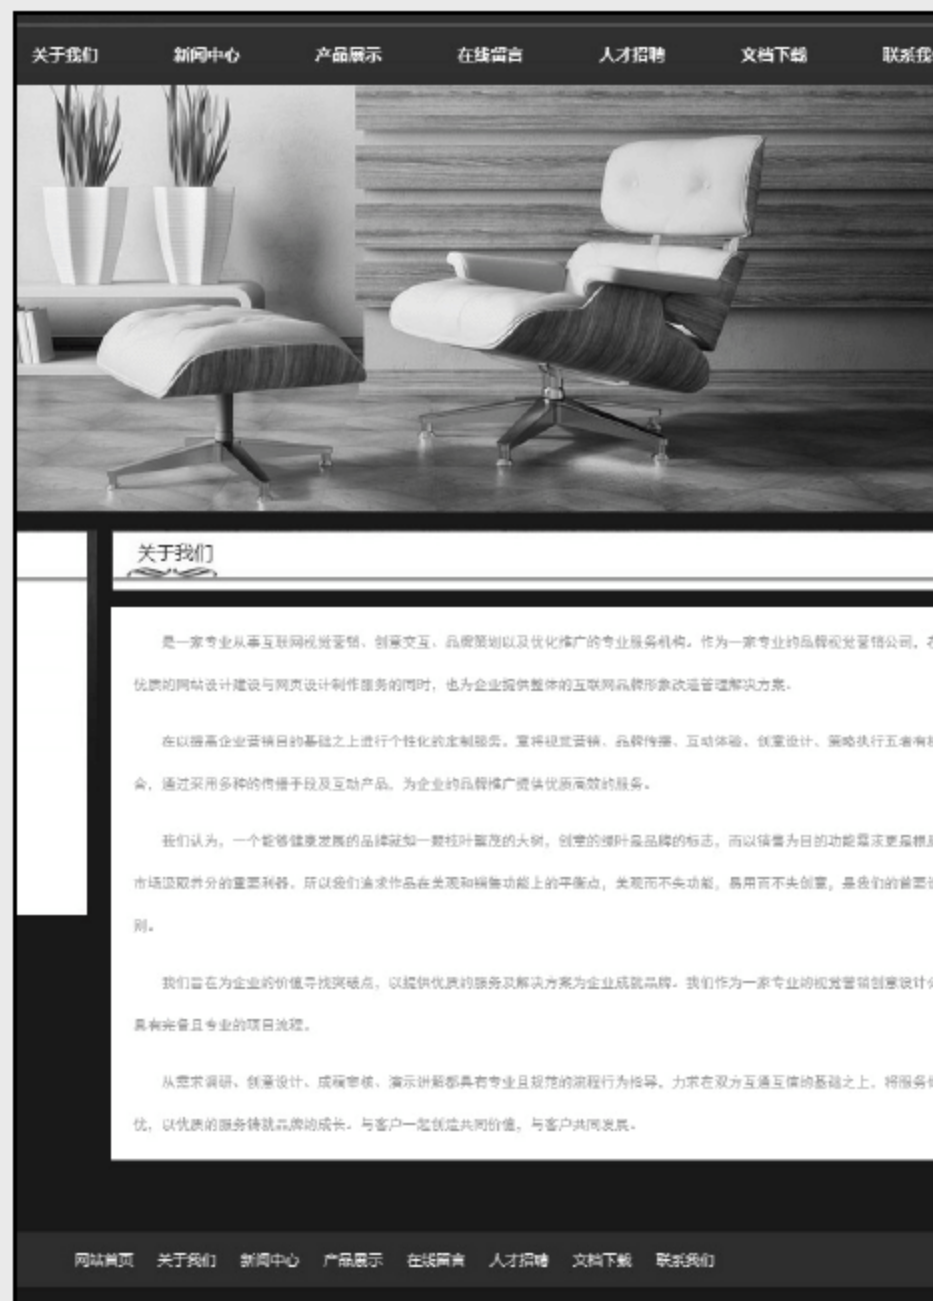 关于我们 新闻中心 产品展示 在线留言 人才招聘 文档下载 联系我
关于我们
是一家专业从事互联网视觉营销、创意交互、品牌策划以及优化推广的专业服务机构。作为一家专业的品牌视觉营销公司，在
优质的网站设计建设与网页设计制作服务的同时，也为企业提供整体的互联网品牌形象改造管理解决方案。
在以提高企业营销目的基础之上进行个性化的定制服务。里将视觉营销、品牌传播、互动体验、创意设计、策略执行五者有
合，通过采用多种的传播手段及互动产品，为企业的品牌推广提供优质高效的服务。
我们认为，一个能够健康发展的品牌就如一颗枝叶繁茂的大树，创意的绿叶是品牌的标志，而以销售为目的功能需求更是根
市场汲取养分的重要利器。所以我们追求作品在美观和销售功能上的平衡点，美观而不失功能，易用而不失创意，是我们的首要
别。
我们旨在为企业的价值寻找突破点，以提供优质的服务及解决方案为企业成就品牌。我们作为一家专业的视觉营销创意设计
具有完备且专业的项目流程。
从需求调研、创意设计、成稿审核、演示讲解都具有专业且规范的流程行为指导。力求在双方互通互信的基础之上，将服务
优，以优质的服务铸就品牌的成长。与客户一起创造共同价值，与客户共同发展。
网站首页 关于我们 新闻中心 产品展示 在线留言 人才招聘 文档下载 联系我们